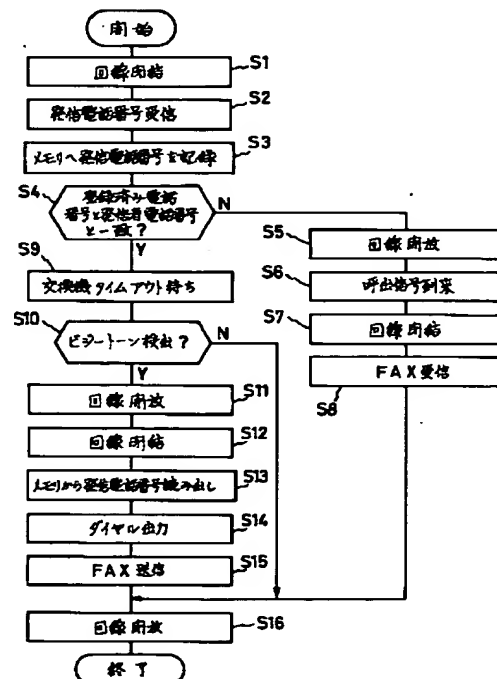 開始
回線閉結
S1
発信電話番号受信
S2
メモリへ発信電話番号を記録
S3
S4
登録済み電話
番号と発信者電話番号
と一致?
N
Y
S5
回線開放
S6
呼出信号到来
S7
回線閉結
FAX受信
S8
S9
交換機タイムアウト待ち
S10
ビジートーン検出?
N
Y
回線開放
S11
回線閉結
S12
メモリから発信電話番号読み出し
S13
ダイヤル出力
S14
FAX送信
S15
回線開放
S16
終了